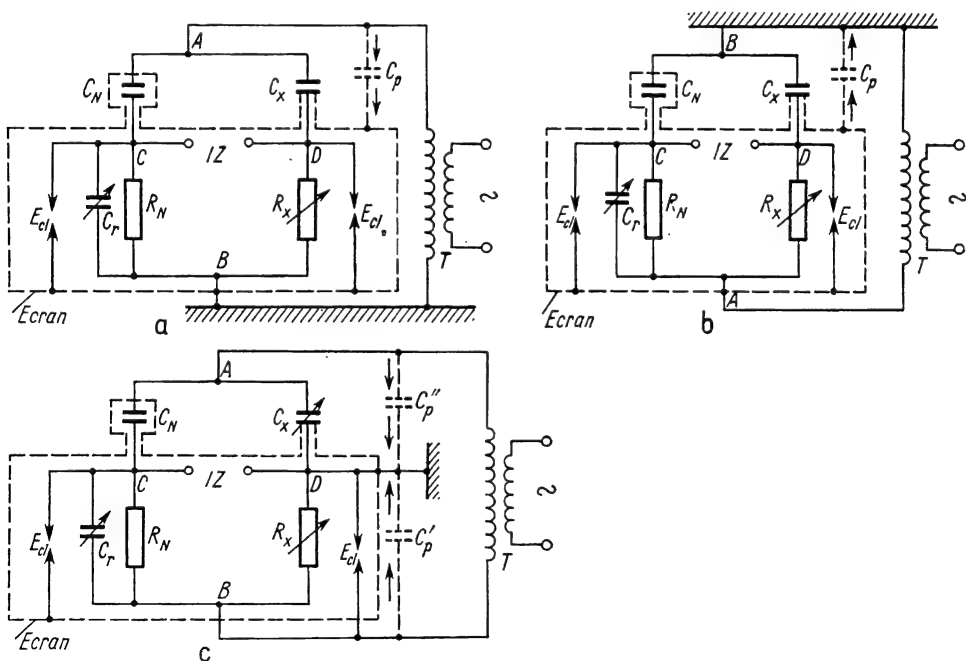 A
C_N
C_x
C_p
C
IZ
D
E_cl
C_r
R_N
R_x
E_cl
B
T
Ecran
a
B
C_N
C_x
C_p
C
IZ
D
E_cl
C_r
R_N
R_x
E_cl
A
T
Ecran
b
A
C_N
C_x
C_p''
C
IZ
D
E_cl
C_r
R_N
R_x
E_cl
C_p'
B
T
Ecran
c